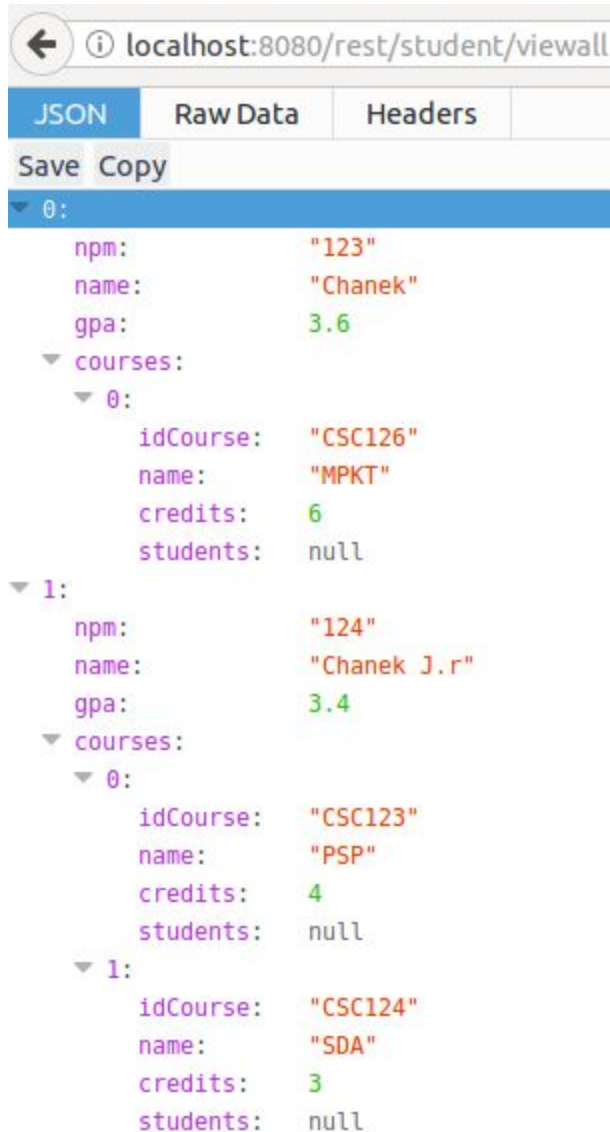 localhost:8080/rest/student/viewall
JSON Raw Data Headers
Save Copy
0:
npm: "123"
name: "Chanek"
gpa: 3.6
courses:
0:
idCourse: "CSC126"
name: "MPKT"
credits: 6
students: null
1:
npm: "124"
name: "Chanek J.r"
gpa: 3.4
courses:
0:
idCourse: "CSC123"
name: "PSP"
credits: 4
students: null
1:
idCourse: "CSC124"
name: "SDA"
credits: 3
students: null